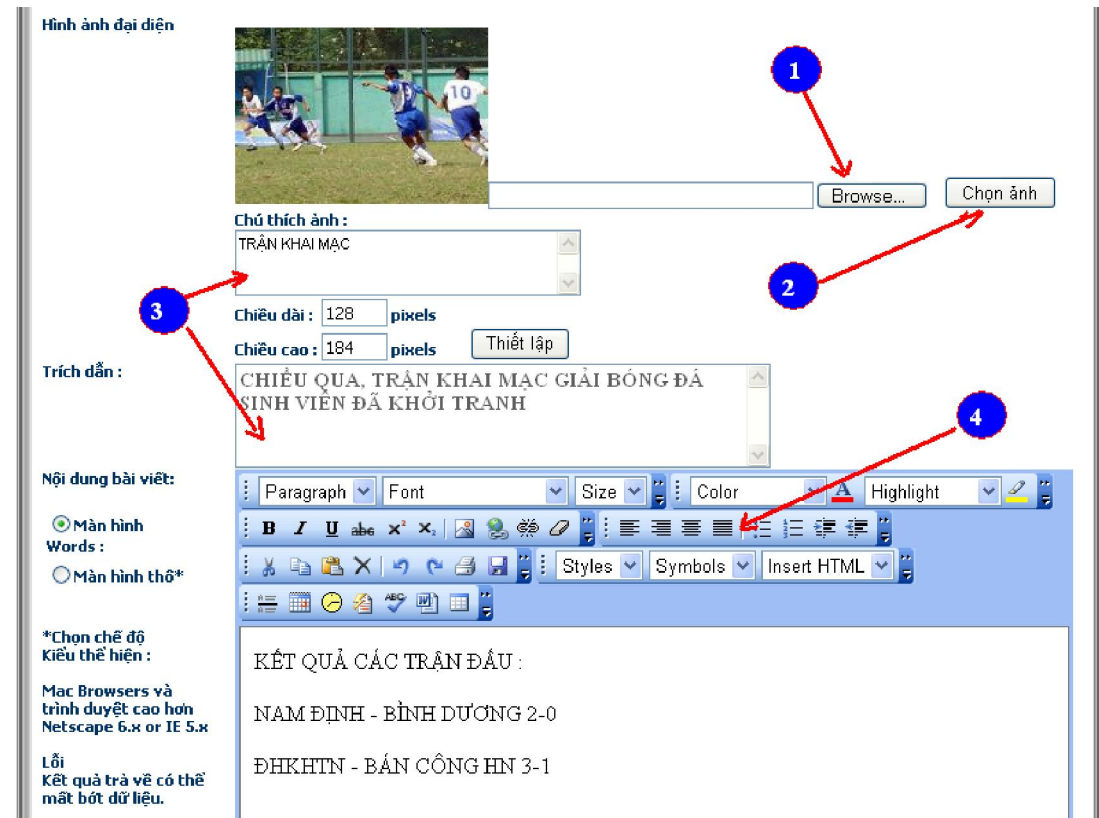 Hình ảnh đại diện
10
1
Browse...
Chọn ảnh
Chú thích ảnh :
TRẬN KHAI MẠC
2
3
Chiều dài : 128 pixels
Chiều cao : 184 pixels Thiết lập
Trích dẫn :
CHIỀU QUA, TRẬN KHAI MẠC GIẢI BÓNG ĐÁ
SINH VIÊN ĐÃ KHỞI TRANH
4
Nội dung bài viết:
Paragraph Font Size Color A Highlight
Màn hình
Words :
Màn hình thô*
B I U abc x² x₂
Styles Symbols Insert HTML
ABC
*Chọn chế độ
Kiểu thể hiện :
Mac Browsers và
trình duyệt cao hơn
Netscape 6.x or IE 5.x
Lỗi
Kết quả trả về có thể
mất bớt dữ liệu.
KẾT QUẢ CÁC TRẬN ĐẤU :
NAM ĐỊNH - BÌNH DƯƠNG 2-0
ĐHKHTN - BÁN CÔNG HN 3-1